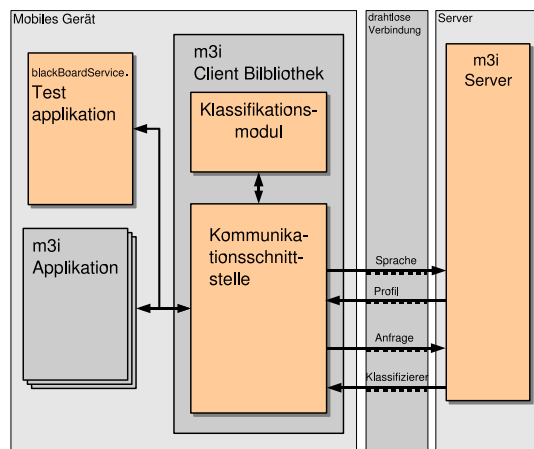 Mobiles Gerät
drahtlose
Verbindung
Server
blackBoardService.
Test
applikation
m3i
Client Bilbliothek
Klassifikations-
modul
m3i
Server
m3i
Applikation
Kommunika-
tionsschnitt-
stelle
Sprache
Profil
Anfrage
Klassifizierer